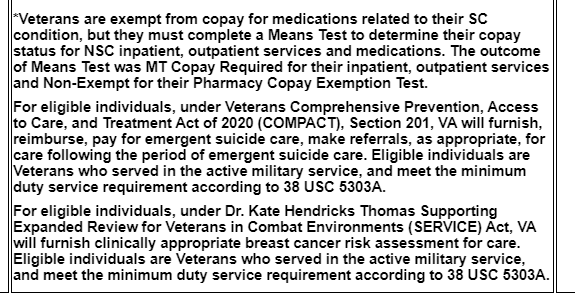 *Veterans are exempt from copay for medications related to their SC
condition, but they must complete a Means Test to determine their copay
status for NSC inpatient, outpatient services and medications. The outcome
of Means Test was MT Copay Required for their inpatient, outpatient services
and Non-Exempt for their Pharmacy Copay Exemption Test.
For eligible individuals, under Veterans Comprehensive Prevention, Access
to Care, and Treatment Act of 2020 (COMPACT), Section 201, VA will furnish,
reimburse, pay for emergent suicide care, make referrals, as appropriate, for
care following the period of emergent suicide care. Eligible individuals are
Veterans who served in the active military service, and meet the minimum
duty service requirement according to 38 USC 5303A.
For eligible individuals, under Dr. Kate Hendricks Thomas Supporting
Expanded Review for Veterans in Combat Environments (SERVICE) Act, VA
will furnish clinically appropriate breast cancer risk assessment for care.
Eligible individuals are Veterans who served in the active military service,
and meet the minimum duty service requirement according to 38 USC 5303A.